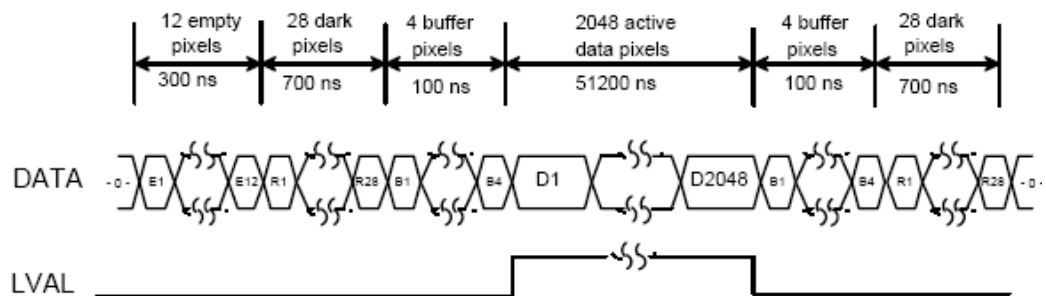 12 empty pixels
28 dark pixels
4 buffer pixels
2048 active data pixels
4 buffer pixels
28 dark pixels
300 ns
700 ns
100 ns
51200 ns
100 ns
700 ns
DATA -0- E1 E12 R1 R28 B1 B4 D1 D2048 B1 B4 R1 R28 -0-
LVAL